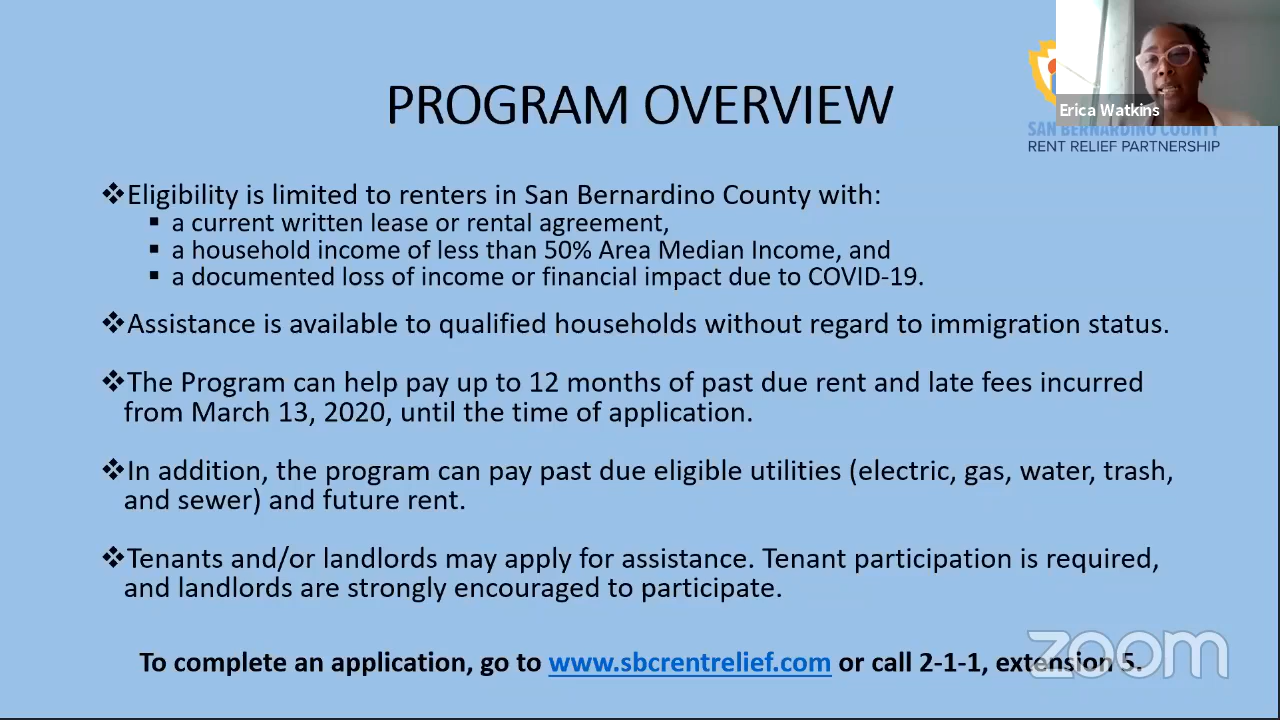 PROGRAM OVERVIEW
Erica Watkins
SAN BERNARDINO COUNTY
RENT RELIEF PARTNERSHIP
❖Eligibility is limited to renters in San Bernardino County with:
▪ a current written lease or rental agreement,
▪ a household income of less than 50% Area Median Income, and
▪ a documented loss of income or financial impact due to COVID-19.
❖Assistance is available to qualified households without regard to immigration status.
❖The Program can help pay up to 12 months of past due rent and late fees incurred
from March 13, 2020, until the time of application.
❖In addition, the program can pay past due eligible utilities (electric, gas, water, trash,
and sewer) and future rent.
❖Tenants and/or landlords may apply for assistance. Tenant participation is required,
and landlords are strongly encouraged to participate.
To complete an application, go to www.sbcrentrelief.com or call 2-1-1, extension 5.
zoom